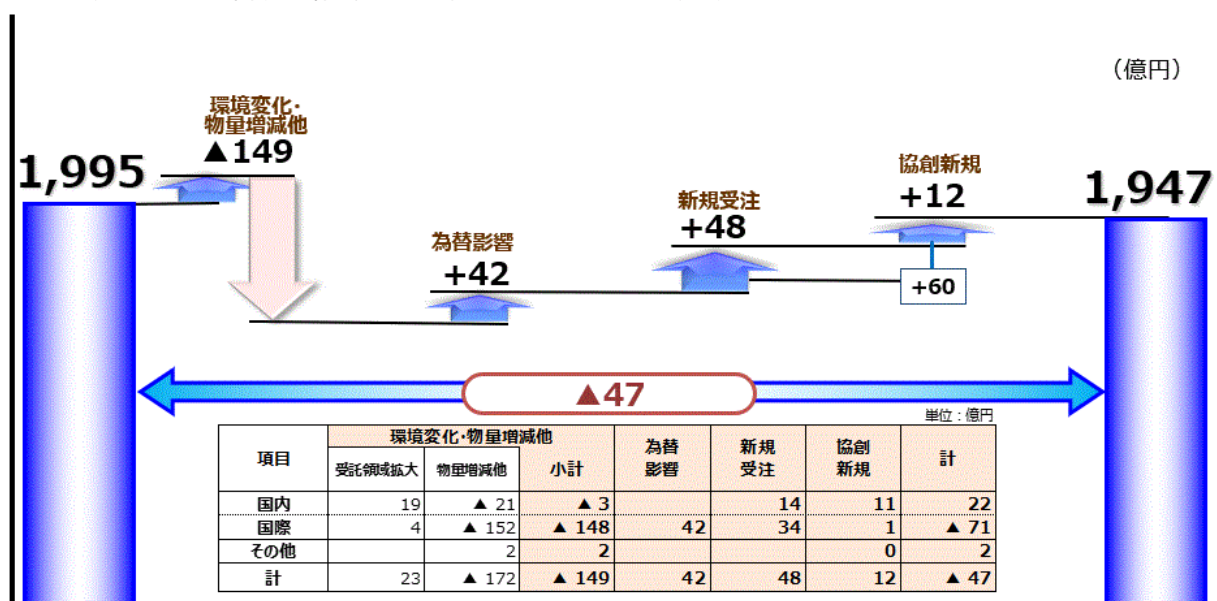 （億円）
環境変化･
物量増減他
▲149
1,995
協創新規
+12
1,947
新規受注
+48
為替影響
+42
+60
▲47
単位：億円
項目 環境変化･物量増減他 為替影響 新規受注 協創新規 計
受託領域拡大 物量増減他 小計
国内 19 ▲ 21 ▲ 3 14 11 22
国際 4 ▲ 152 ▲ 148 42 34 1 ▲ 71
その他 2 2 0 2
計 23 ▲ 172 ▲ 149 42 48 12 ▲ 47